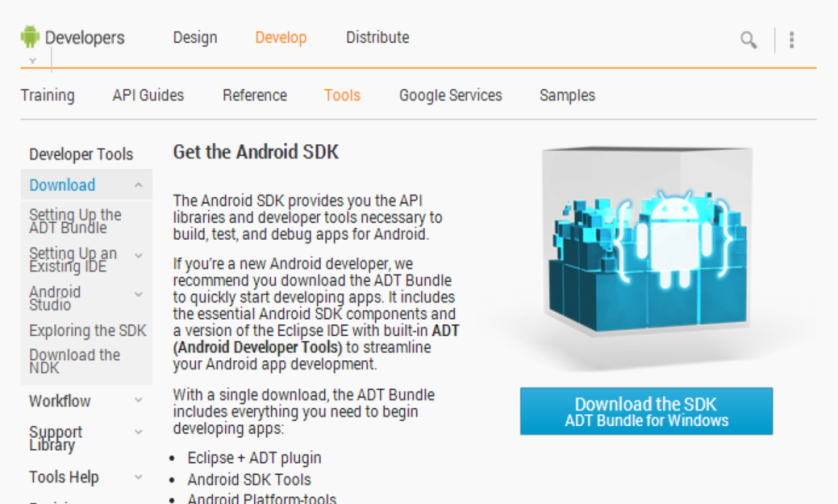 Developers
Design
Develop
Distribute
Training
API Guides
Reference
Tools
Google Services
Samples
Developer Tools
Download
Setting Up the
ADT Bundle
Setting Up an
Existing IDE
Android
Studio
Exploring the SDK
Download the
NDK
Workflow
Support
Library
Tools Help
Get the Android SDK
The Android SDK provides you the API
libraries and developer tools necessary to
build, test, and debug apps for Android.
If you're a new Android developer, we
recommend you download the ADT Bundle
to quickly start developing apps. It includes
the essential Android SDK components and
a version of the Eclipse IDE with built-in ADT
(Android Developer Tools) to streamline
your Android app development.
With a single download, the ADT Bundle
includes everything you need to begin
developing apps:
• Eclipse + ADT plugin
• Android SDK Tools
• Android Platform-tools
Download the SDK
ADT Bundle for Windows